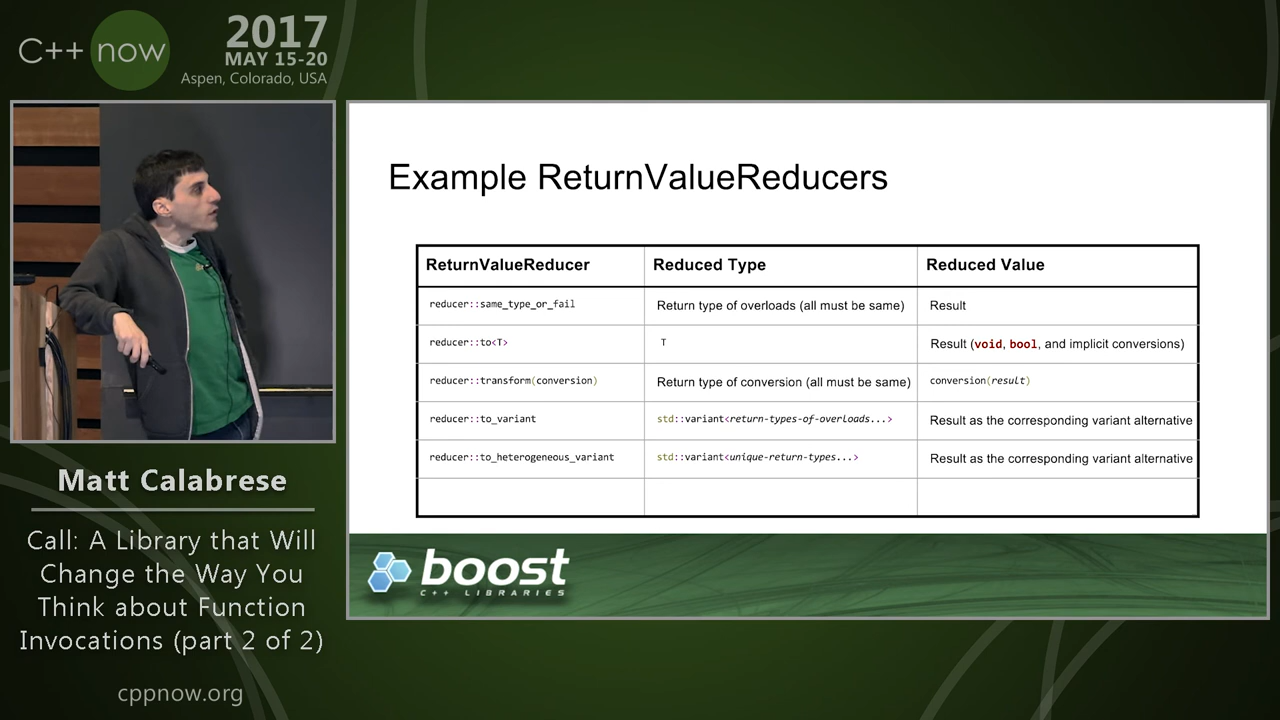 C++ now
2017
MAY 15-20
Aspen, Colorado, USA
Example ReturnValueReducers
ReturnValueReducer Reduced Type Reduced Value
reducer::same_type_or_fail Return type of overloads (all must be same) Result
reducer::to<T> T Result (void, bool, and implicit conversions)
reducer::transform(conversion) Return type of conversion (all must be same) conversion(result)
reducer::to_variant std::variant<return-types-of-overloads...> Result as the corresponding variant alternative
reducer::to_heterogeneous_variant std::variant<unique-return-types...> Result as the corresponding variant alternative
boost
C++ LIBRARIES
Matt Calabrese
Call: A Library that Will
Change the Way You
Think about Function
Invocations (part 2 of 2)
cppnow.org